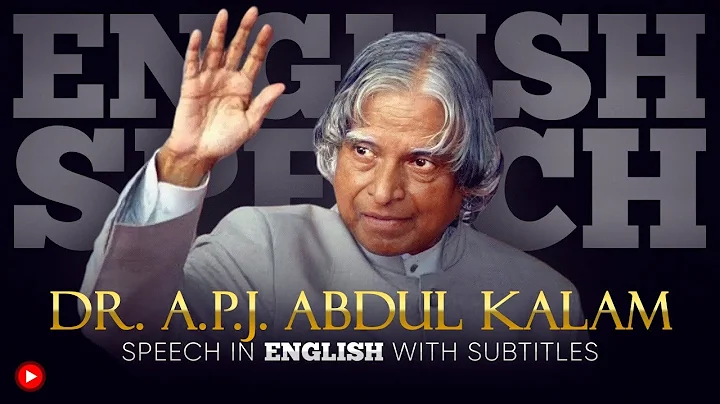 ENGLISH
SPEECH
DR. A.P.J. ABDUL KALAM
SPEECH IN ENGLISH WITH SUBTITLES